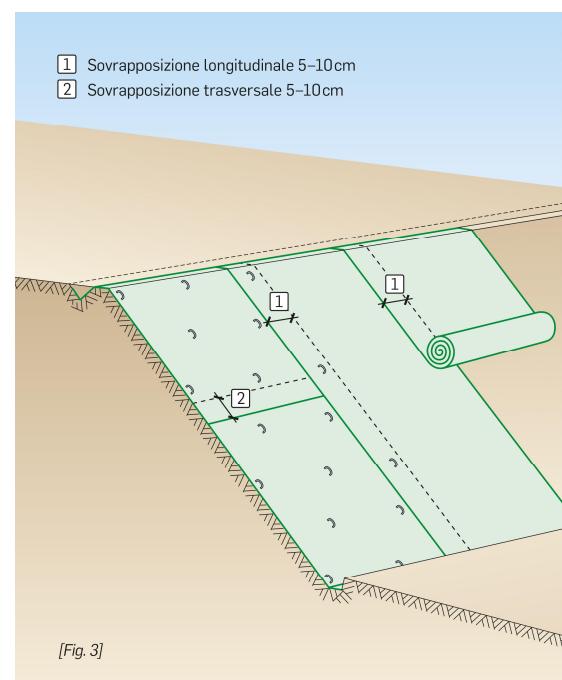 1 Sovrapposizione longitudinale 5–10cm
2 Sovrapposizione trasversale 5–10cm
1
1
2
[Fig. 3]